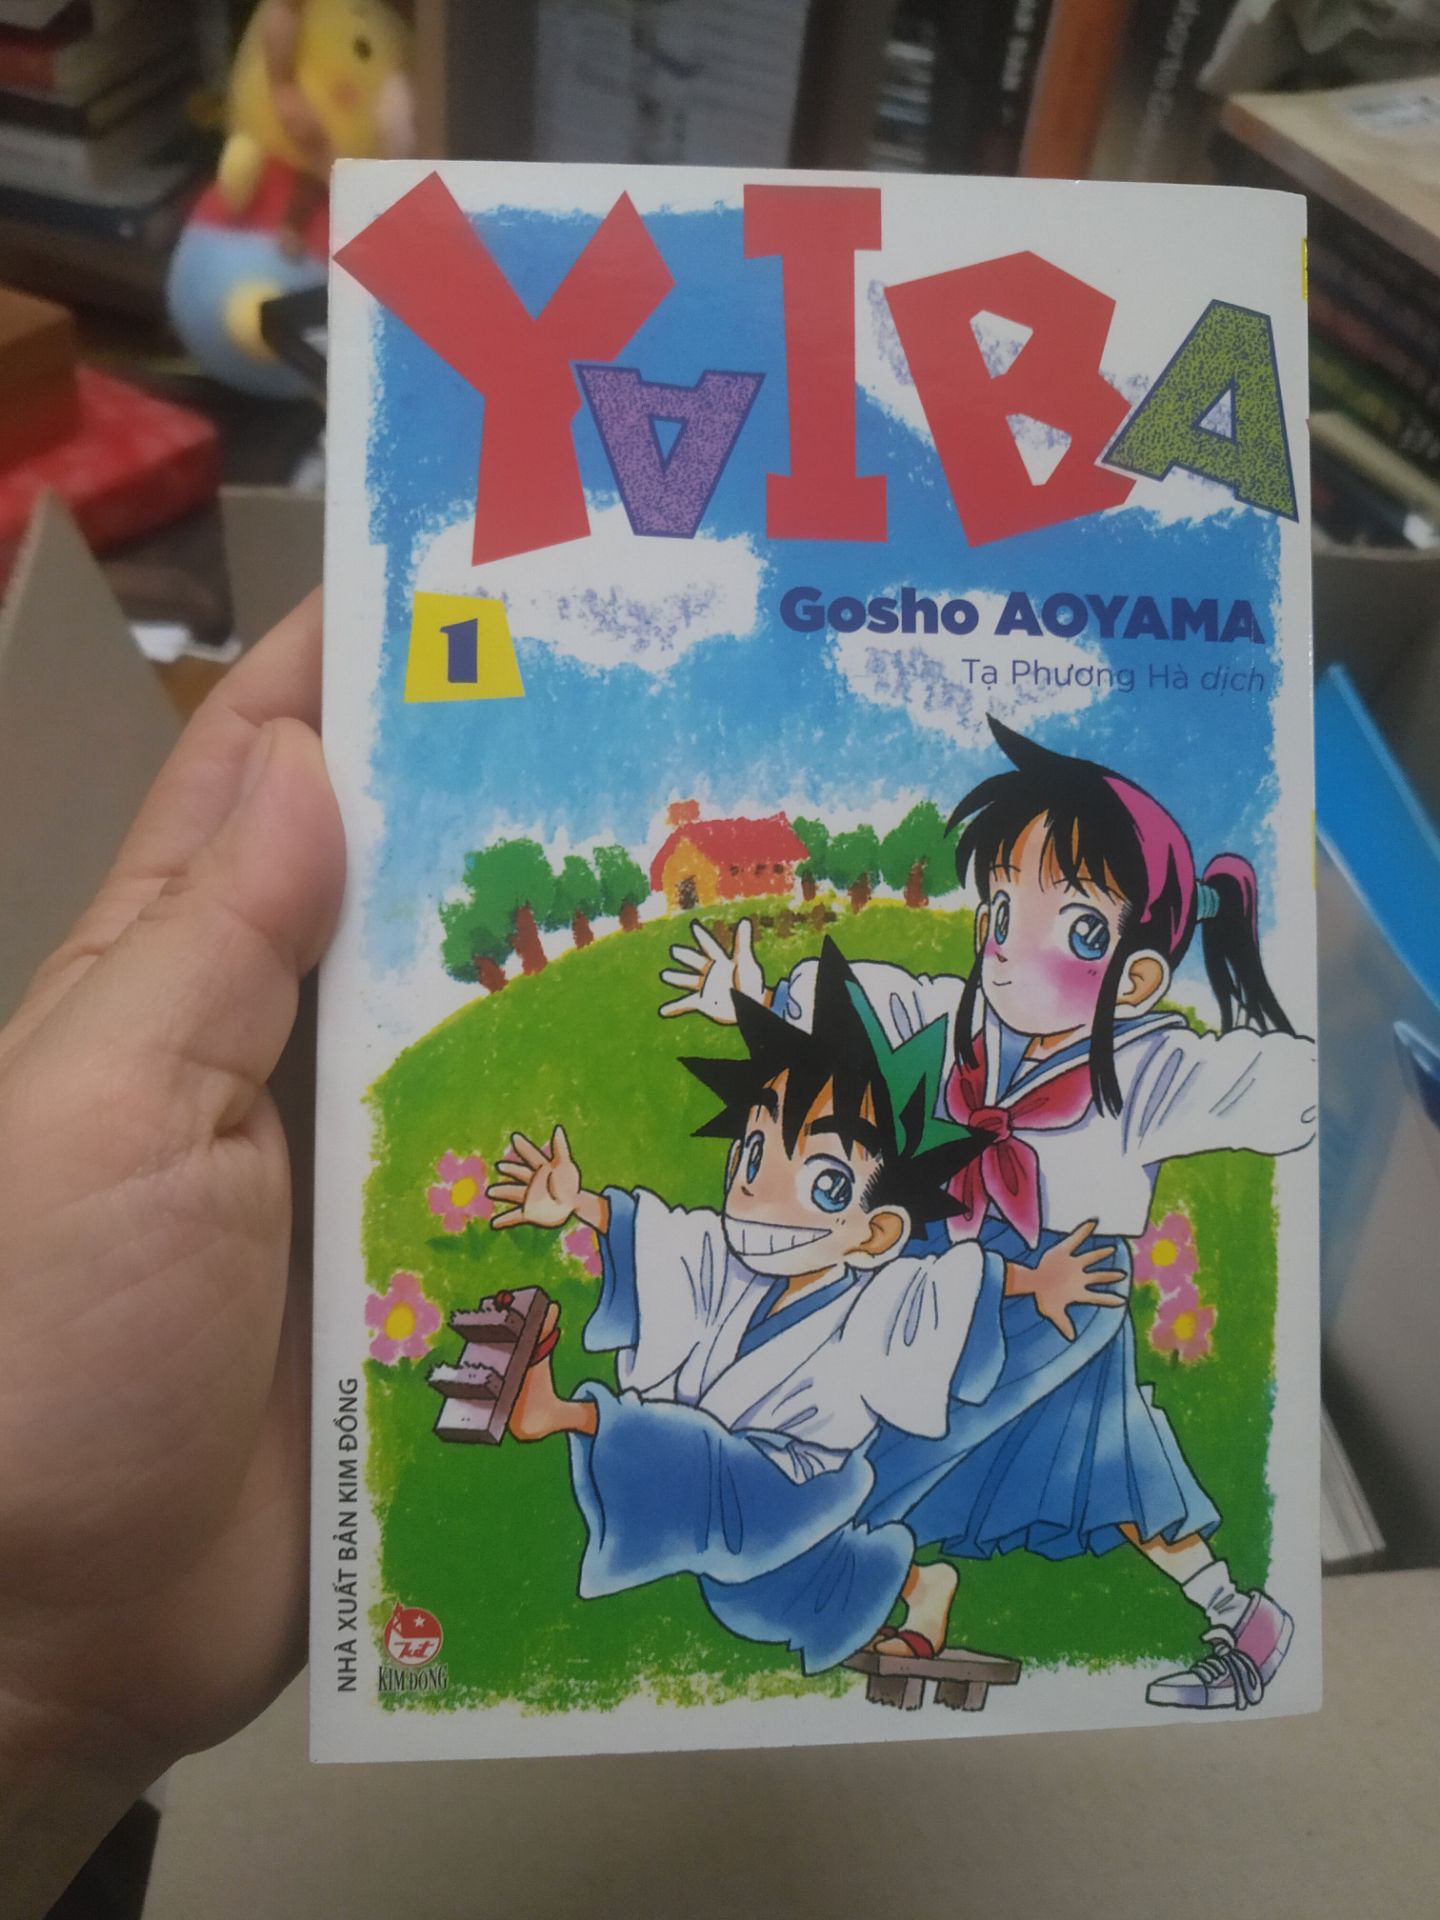 YAIBA
1
Gosho AOYAMA
Tạ Phương Hà dịch
NHÀ XUẤT BẢN KIM ĐỒNG
KIM ĐỒNG